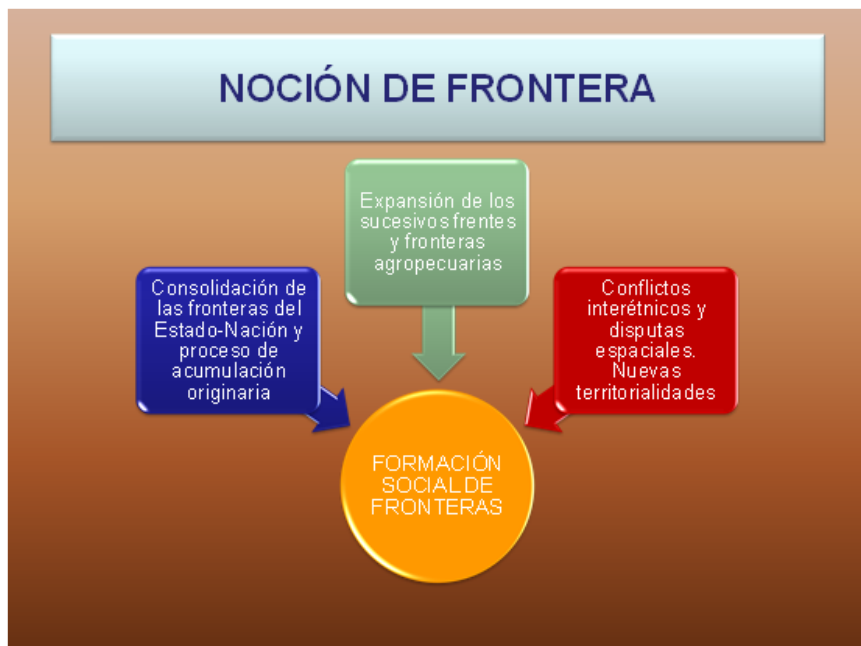 NOCIÓN DE FRONTERA
Expansión de los
sucesivos frentes
y fronteras
agropecuarias
Consolidación de
las fronteras del
Estado-Nación y
proceso de
acumulación
originaria
Conflictos
interétnicos y
disputas
espaciales.
Nuevas
territorialidades
FORMACIÓN
SOCIAL DE
FRONTERAS